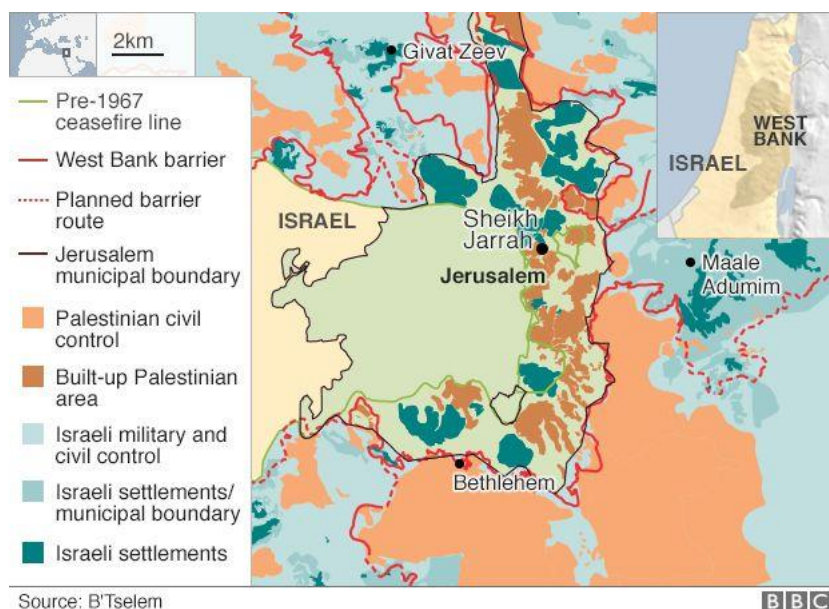 2km
Pre-1967
ceasefire line
West Bank barrier
Planned barrier
route
Jerusalem
municipal boundary
Palestinian civil
control
Built-up Palestinian
area
Israeli military and
civil control
Israeli settlements/
municipal boundary
Israeli settlements
Givat Zeev
ISRAEL
Sheikh
Jarrah
Jerusalem
Maale
Adumim
Bethlehem
WEST
BANK
ISRAEL
Source: B'Tselem
BBC